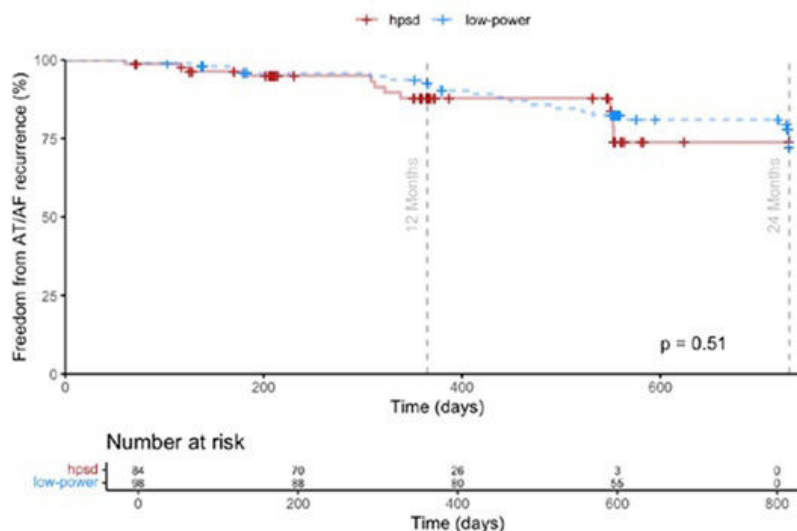 hpsd low-power
Freedom from AT/AF recurrence (%)
100
75
50
25
0
12 Months
24 Months
p = 0.51
0 200 400 600
Time (days)
Number at risk
hpsd 84 70 26 3 0
low-power 98 88 80 55 0
0 200 400 600 800
Time (days)